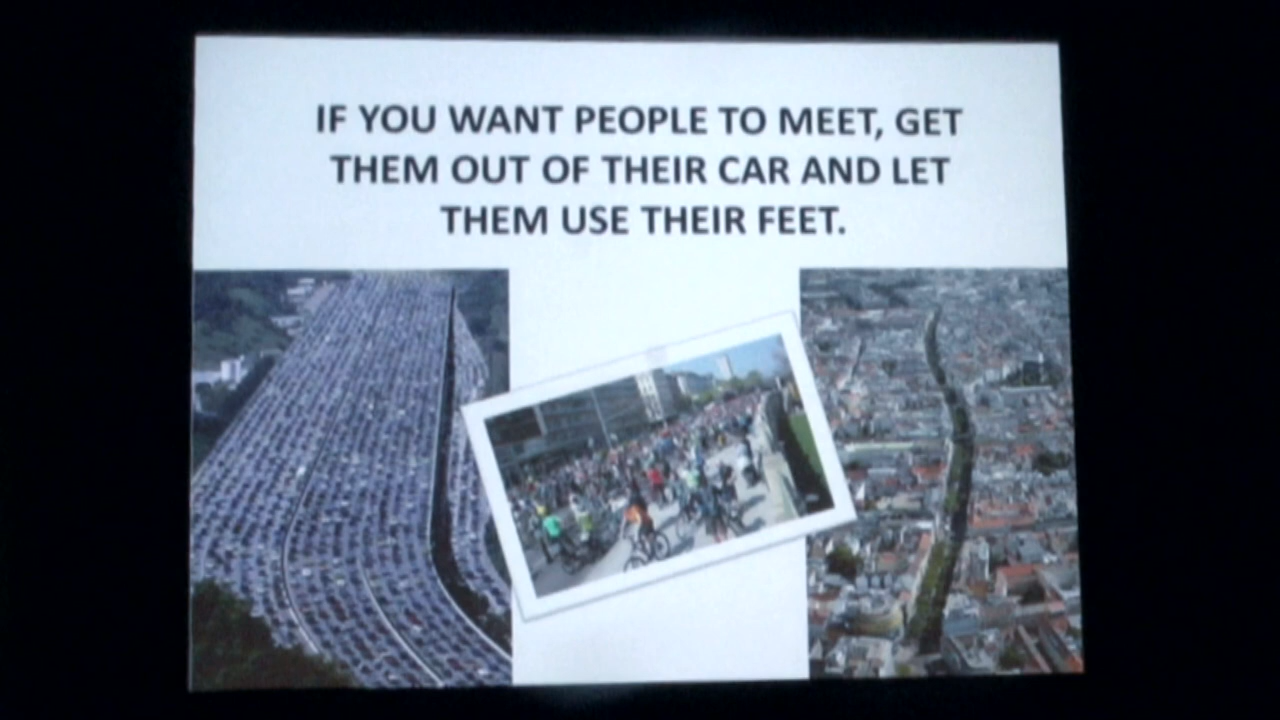 IF YOU WANT PEOPLE TO MEET, GET
THEM OUT OF THEIR CAR AND LET
THEM USE THEIR FEET.